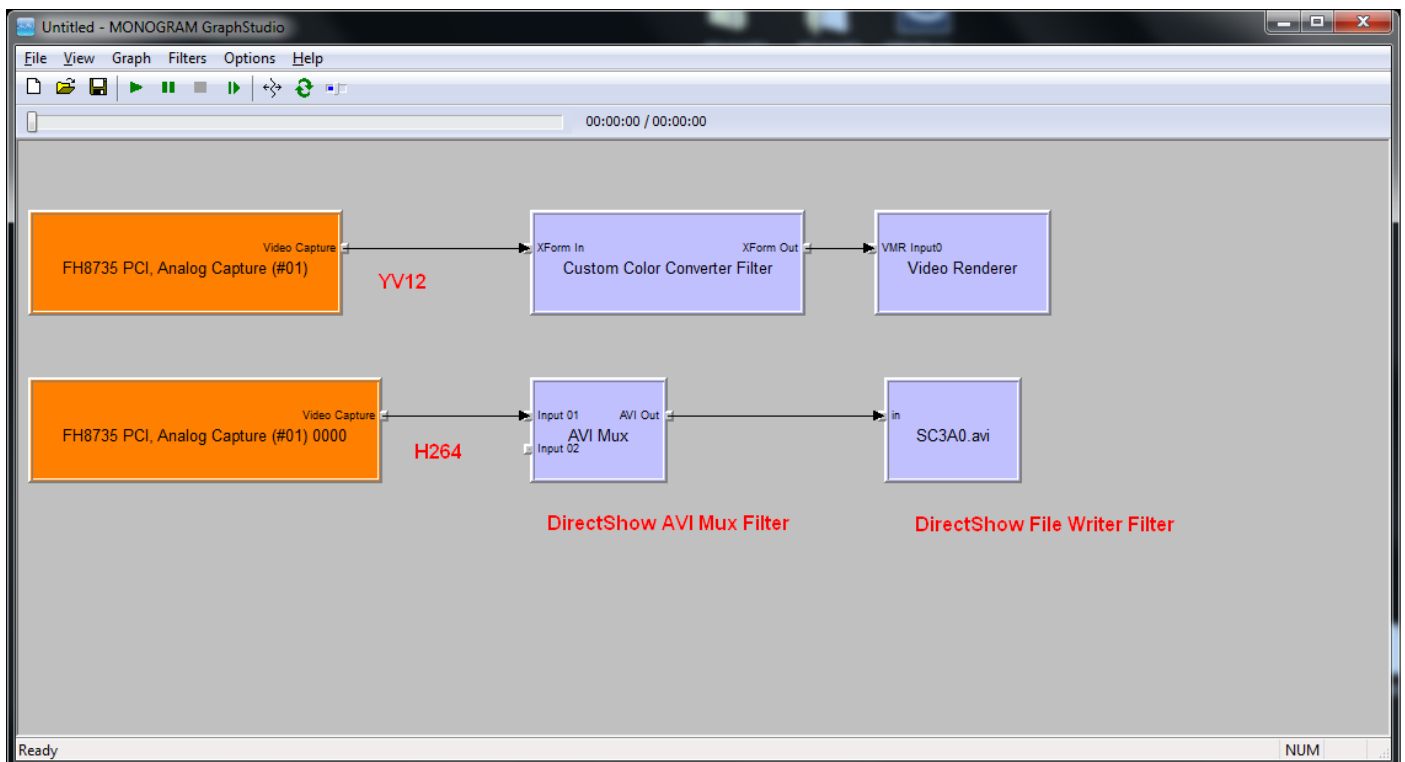 Untitled - MONOGRAM GraphStudio
File View Graph Filters Options Help
00:00:00 / 00:00:00
Video Capture
FH8735 PCI, Analog Capture (#01)
YV12
XForm In XForm Out
Custom Color Converter Filter
VMR Input0
Video Renderer
Video Capture
FH8735 PCI, Analog Capture (#01) 0000
H264
Input 01 AVI Out
AVI Mux
Input 02
in
SC3A0.avi
DirectShow AVI Mux Filter
DirectShow File Writer Filter
Ready NUM